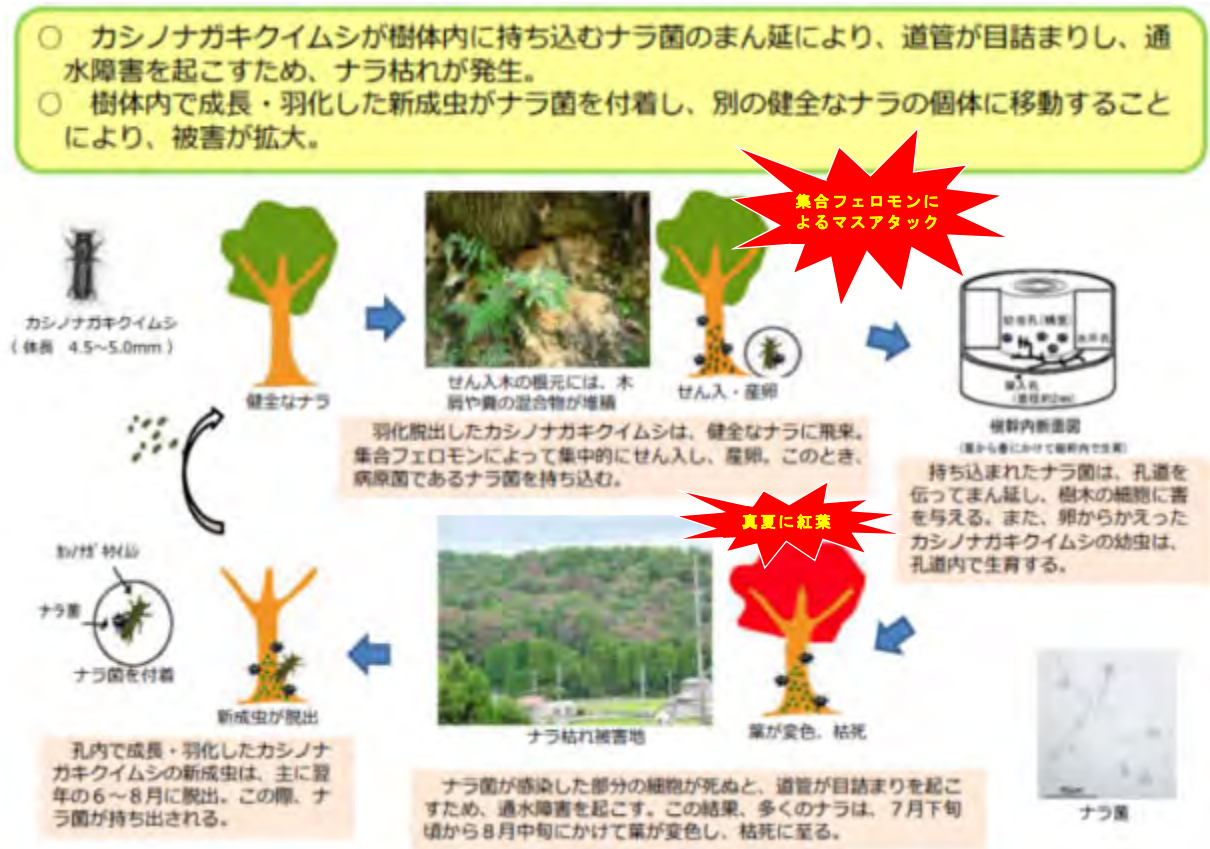 ○　カシノナガキクイムシが樹体内に持ち込むナラ菌のまん延により、道管が目詰まりし、通
水障害を起こすため、ナラ枯れが発生。
○　樹体内で成長・羽化した新成虫がナラ菌を付着し、別の健全なナラの個体に移動すること
により、被害が拡大。
集合フェロモンに
よるマスアタック
カシノナガキクイムシ
（体長　4.5～5.0mm）
健全なナラ
せん入木の根元には、木
屑や糞の混合物が堆積
せん入・産卵
樹幹内断面図
羽化脱出したカシノナガキクイムシは、健全なナラに飛来。
集合フェロモンによって集中的にせん入し、産卵。このとき、
病原菌であるナラ菌を持ち込む。
持ち込まれたナラ菌は、孔道を
伝ってまん延し、樹木の細胞に害
を与える。また、卵からかえった
カシノナガキクイムシの幼虫は、
孔道内で生育する。
真夏に紅葉
ナラ菌
ナラ菌を付着
新成虫が脱出
ナラ枯れ被害地
葉が変色、枯死
ナラ菌
孔内で成長・羽化したカシノナ
ガキクイムシの新成虫は、主に翌
年の６～８月に脱出。この際、ナ
ラ菌が持ち出される。
ナラ菌が感染した部分の細胞が死ぬと、道管が目詰まりを起こ
すため、通水障害を起こす。この結果、多くのナラは、７月下旬
頃から８月中旬にかけて葉が変色し、枯死に至る。